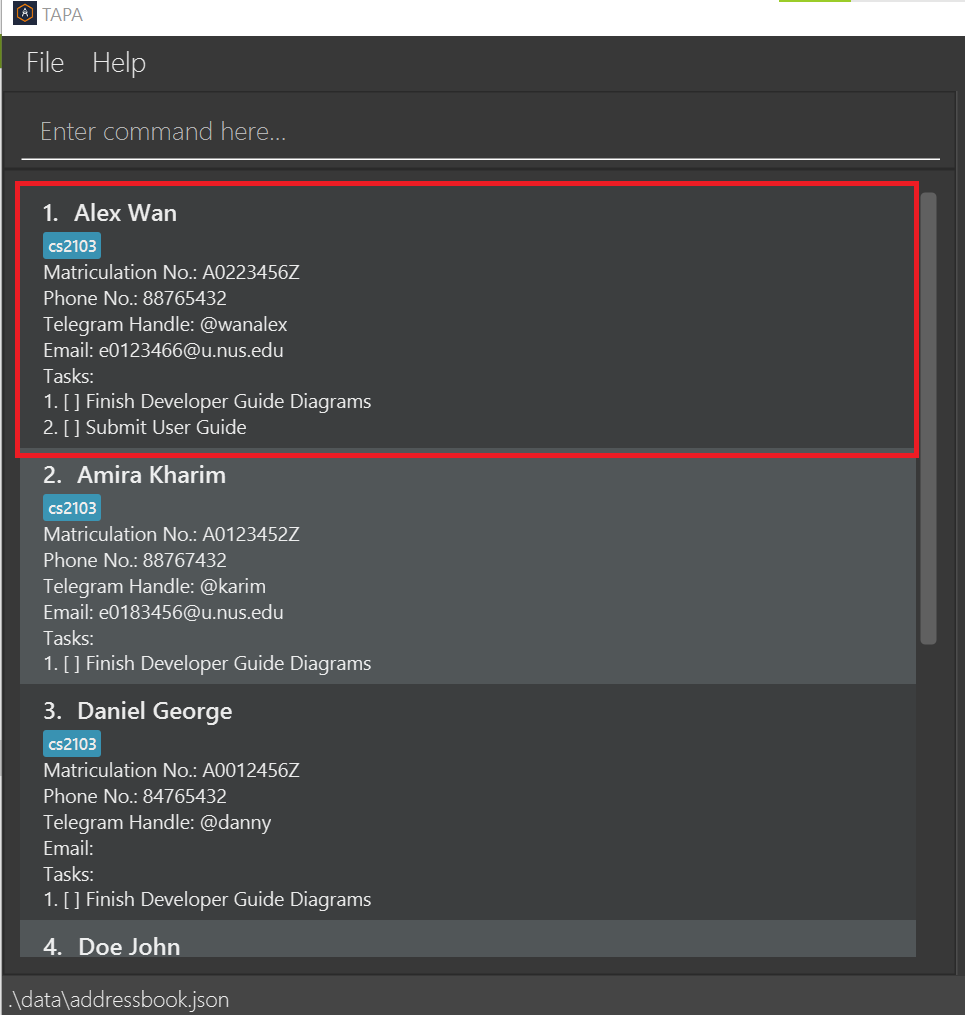 TAPA
File Help
Enter command here...
1. Alex Wan
cs2103
Matriculation No.: A0223456Z
Phone No.: 88765432
Telegram Handle: @wanalex
Email: e0123466@u.nus.edu
Tasks:
1. [ ] Finish Developer Guide Diagrams
2. [ ] Submit User Guide
2. Amira Kharim
cs2103
Matriculation No.: A0123452Z
Phone No.: 88767432
Telegram Handle: @karim
Email: e0183456@u.nus.edu
Tasks:
1. [ ] Finish Developer Guide Diagrams
3. Daniel George
cs2103
Matriculation No.: A0012456Z
Phone No.: 84765432
Telegram Handle: @danny
Email:
Tasks:
1. [ ] Finish Developer Guide Diagrams
4. Doe John
.\data\addressbook.json